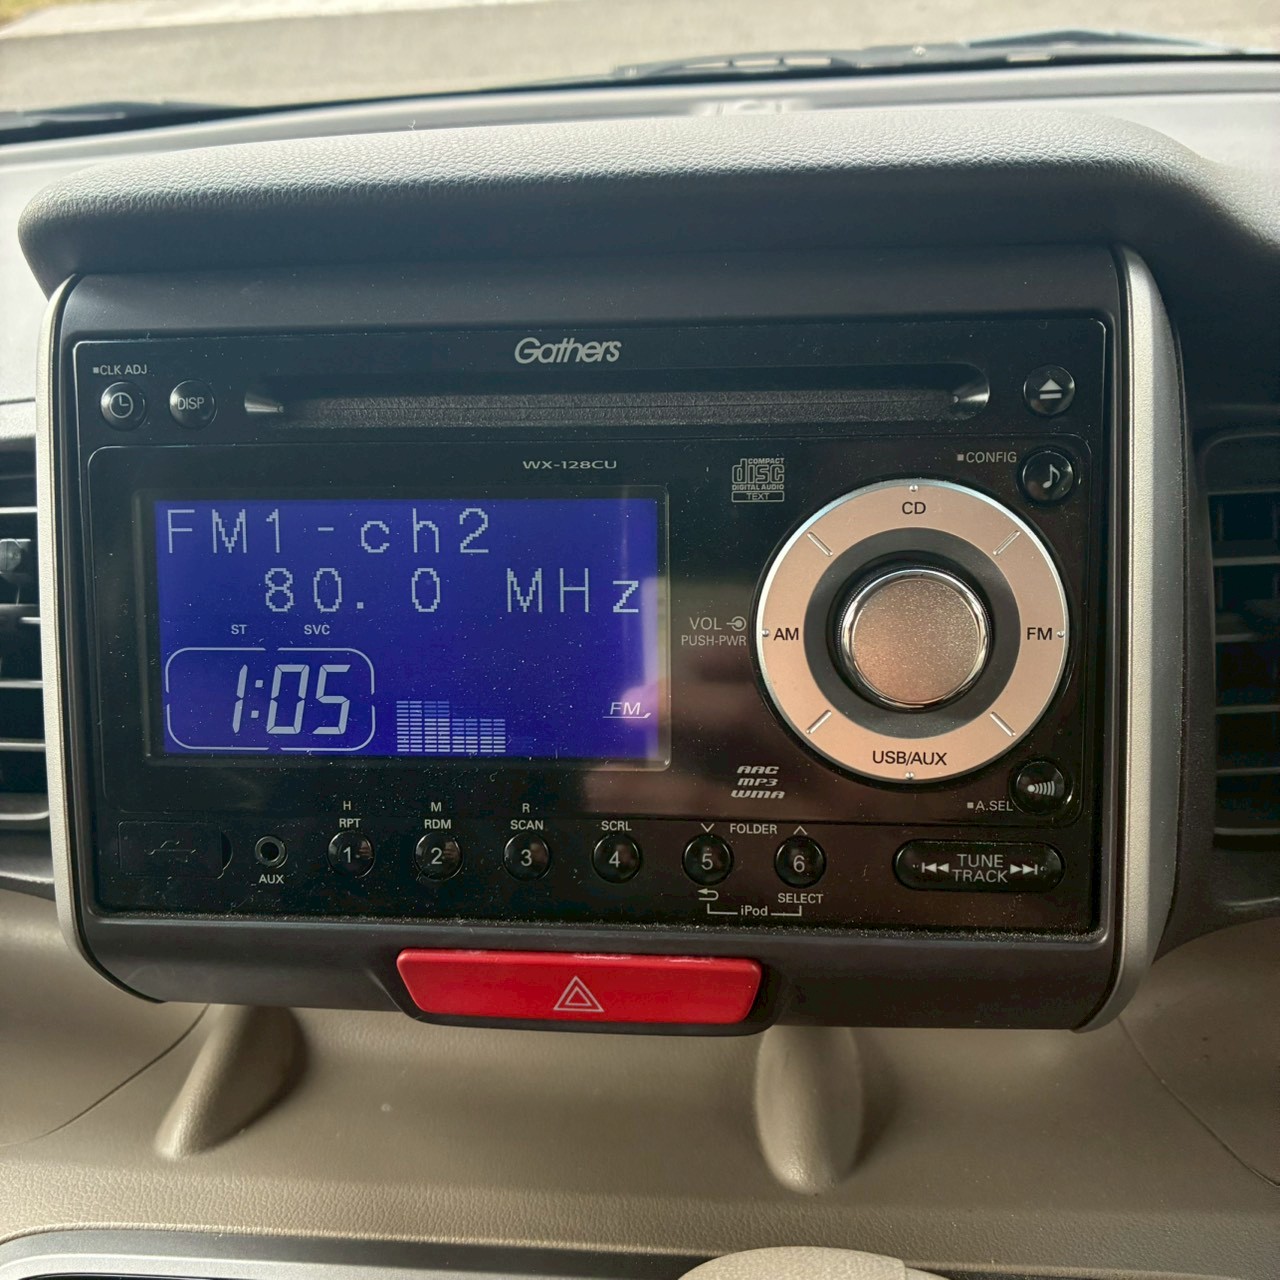 Gathers
■CLK ADJ
DISP
WX-128CU
COMPACT
disc
DIGITAL AUDIO
TEXT
■CONFIG
FM1-ch2
80.0 MHz
ST SVC
1:05
FM
CD
VOL
PUSH-PWR
AM
FM
USB/AUX
AAC
MP3
WMA
■A.SEL
H
RPT
M
RDM
R
SCAN
SCRL
FOLDER
AUX
1
2
3
4
5
6
TUNE
TRACK
SELECT
iPod